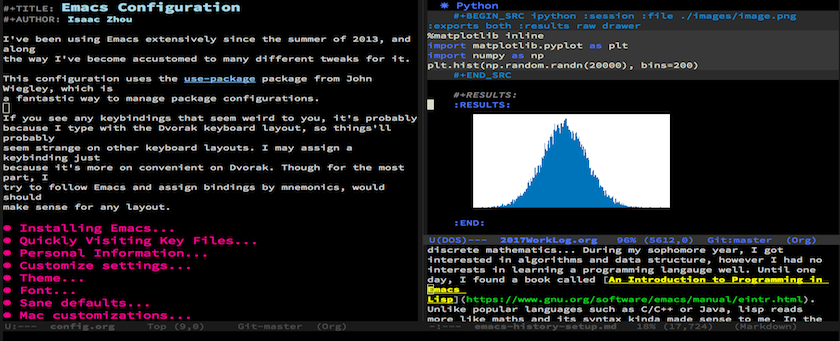 #+TITLE: Emacs Configuration
#+AUTHOR: Isaac Zhou
I've been using Emacs extensively since the summer of 2013, and
along
the way I've become accustomed to many different tweaks for it.
This configuration uses the use-package package from John
Wiegley, which is
a fantastic way to manage package configurations.
If you see any keybindings that seem weird to you, it's probably
because I type with the Dvorak keyboard layout, so things'll
probably
seem strange on other keyboard layouts. I may assign a
keybinding just
because it's more on convenient on Dvorak. Though for the most
part, I
try to follow Emacs and assign bindings by mnemonics, would
should
make sense for any layout.
Installing Emacs...
Quickly Visiting Key Files...
Personal Information...
Customize settings...
Theme...
Font...
Sane defaults...
Mac customizations...
U:--- config.org Top (9,0) Git-master (Org)
Python
#+BEGIN_SRC ipython :session :file ./images/image.png
:exports both :results raw drawer
%matplotlib inline
import matplotlib.pyplot as plt
import numpy as np
plt.hist(np.random.randn(20000), bins=200)
#+END_SRC
#+RESULTS:
:RESULTS:
:END:
U(DOS)--- 2017WorkLog.org 96% (5612,0) Git:master (Org)
discrete mathematics... During my sophomore year, I got
interested in algorithms and data structure, however I had no
interests in learning a programming langauge well. Until one
day, I found a book called [An Introduction to Programming in
Emacs
Lisp](https://www.gnu.org/software/emacs/manual/eintr.html).
Unlike popular languages such as C/C++ or Java, lisp reads
more like maths and its syntax kinda made sense to me. In the
-:--- emacs-history-setup.md 18% (17,724) (Markdown)